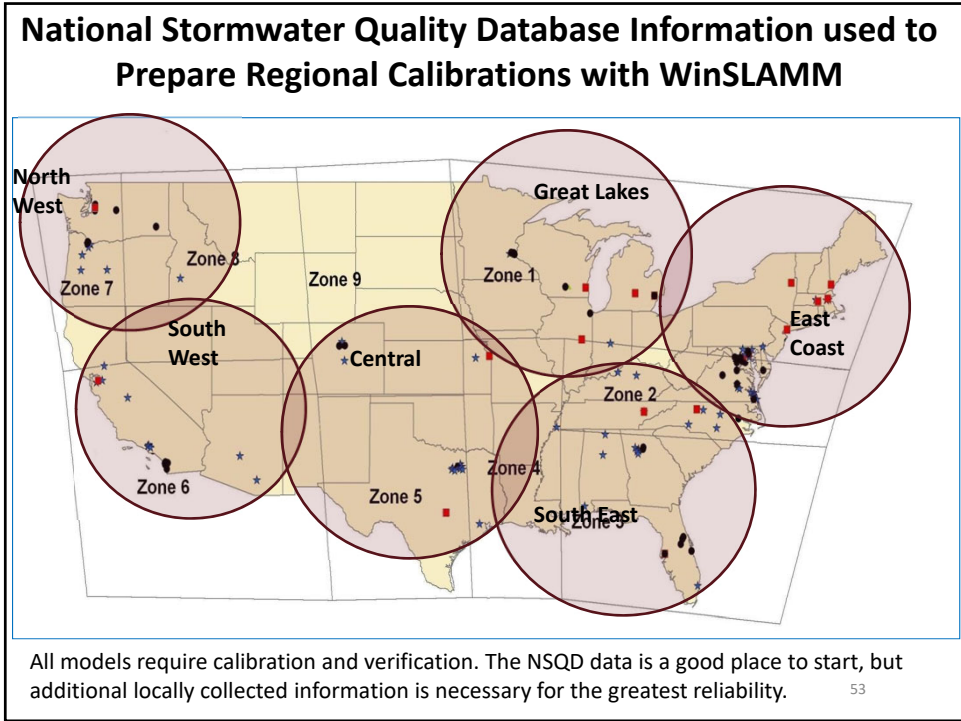 National Stormwater Quality Database Information used to
Prepare Regional Calibrations with WinSLAMM
North
West
Great Lakes
Zone 8
Zone 1
Zone 9
Zone 7
South
West
East
Coast
Central
Zone 2
Zone 4
Zone 6
Zone 5
South East
Zone 3
All models require calibration and verification. The NSQD data is a good place to start, but
additional locally collected information is necessary for the greatest reliability.
53